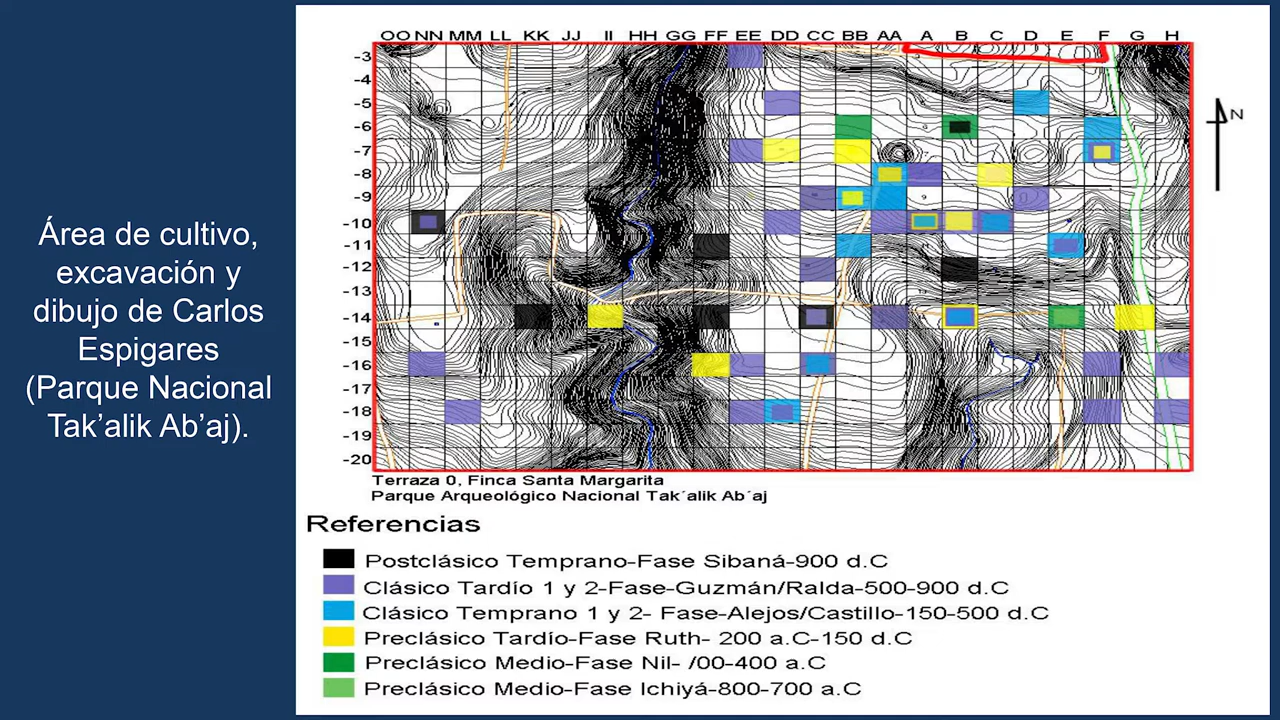 Área de cultivo,
excavación y
dibujo de Carlos
Espigares
(Parque Nacional
Tak’alik Ab’aj).
OO NN MM LL KK JJ II HH GG FF EE DD CC BB AA A B C D E F G H
-3
-4
-5
-6
-7
-8
-9
-10
-11
-12
-13
-14
-15
-16
-17
-18
-19
-20
N
Terraza 0, Finca Santa Margarita
Parque Arqueológico Nacional Tak´alik Ab´aj
Referencias
Postclásico Temprano-Fase Sibaná-900 d.C
Clásico Tardío 1 y 2-Fase-Guzmán/Ralda-500-900 d.C
Clásico Temprano 1 y 2- Fase-Alejos/Castillo-150-500 d.C
Preclásico Tardío-Fase Ruth- 200 a.C-150 d.C
Preclásico Medio-Fase Nil- /00-400 a.C
Preclásico Medio-Fase Ichiyá-800-700 a.C